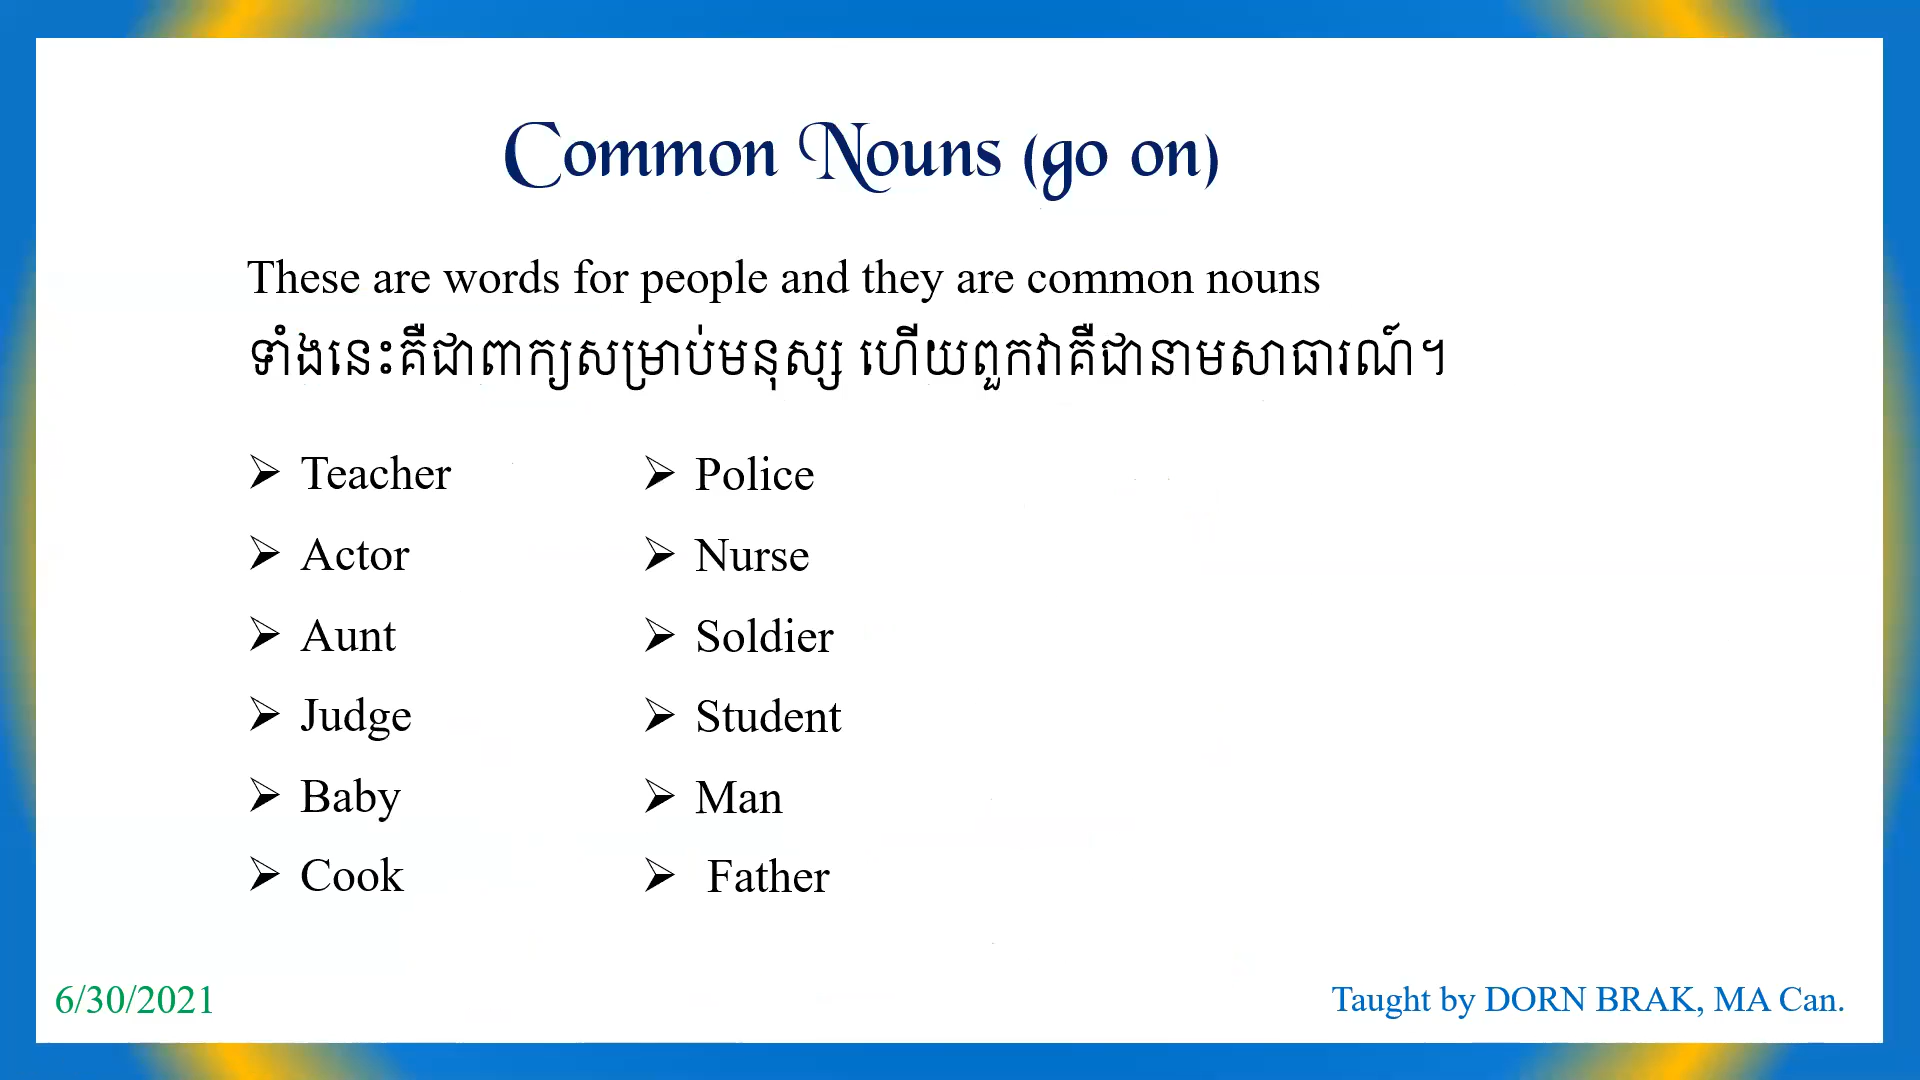 Common Nouns (go on)
These are words for people and they are common nouns
ទាំងនេះគឺជាពាក្យសម្រាប់មនុស្ស ហើយពួកវាគឺជានាមសាធារណ៍។
➢ Teacher
➢ Actor
➢ Aunt
➢ Judge
➢ Baby
➢ Cook
➢ Police
➢ Nurse
➢ Soldier
➢ Student
➢ Man
➢ Father
6/30/2021
Taught by DORN BRAK, MA Can.